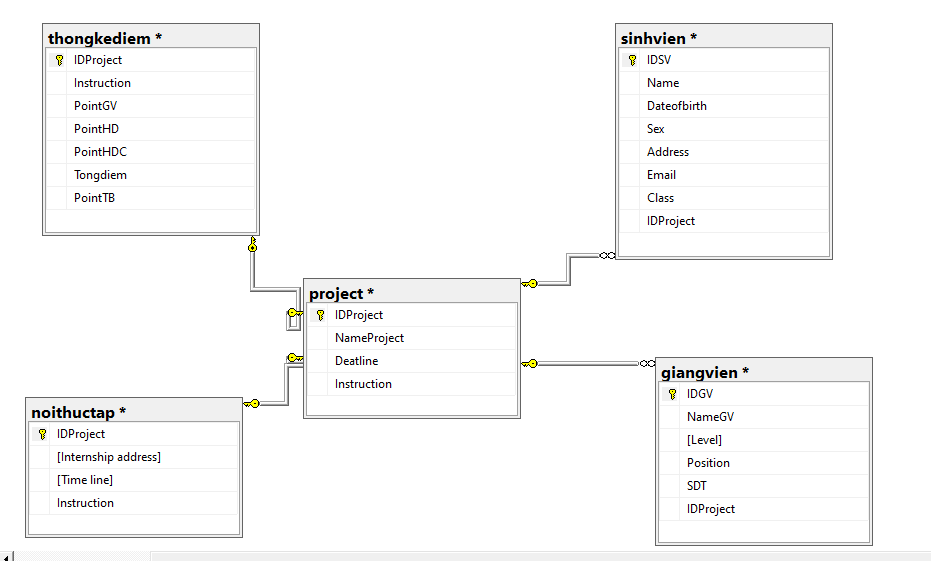 thongkediem *
IDProject
Instruction
PointGV
PointHD
PointHDC
Tongdiem
PointTB
sinhvien *
IDSV
Name
Dateofbirth
Sex
Address
Email
Class
IDProject
project *
IDProject
NameProject
Deatline
Instruction
noithuctap *
IDProject
[Internship address]
[Time line]
Instruction
giangvien *
IDGV
NameGV
[Level]
Position
SDT
IDProject